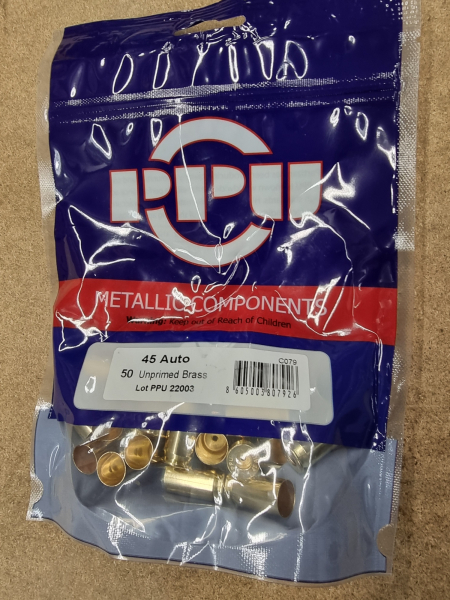 PPU
METALLIC COMPONENTS
Warning: Keep out of Reach of Children
45 Auto
C079
50 Unprimed Brass
Lot PPU 22003
8 605003 807926